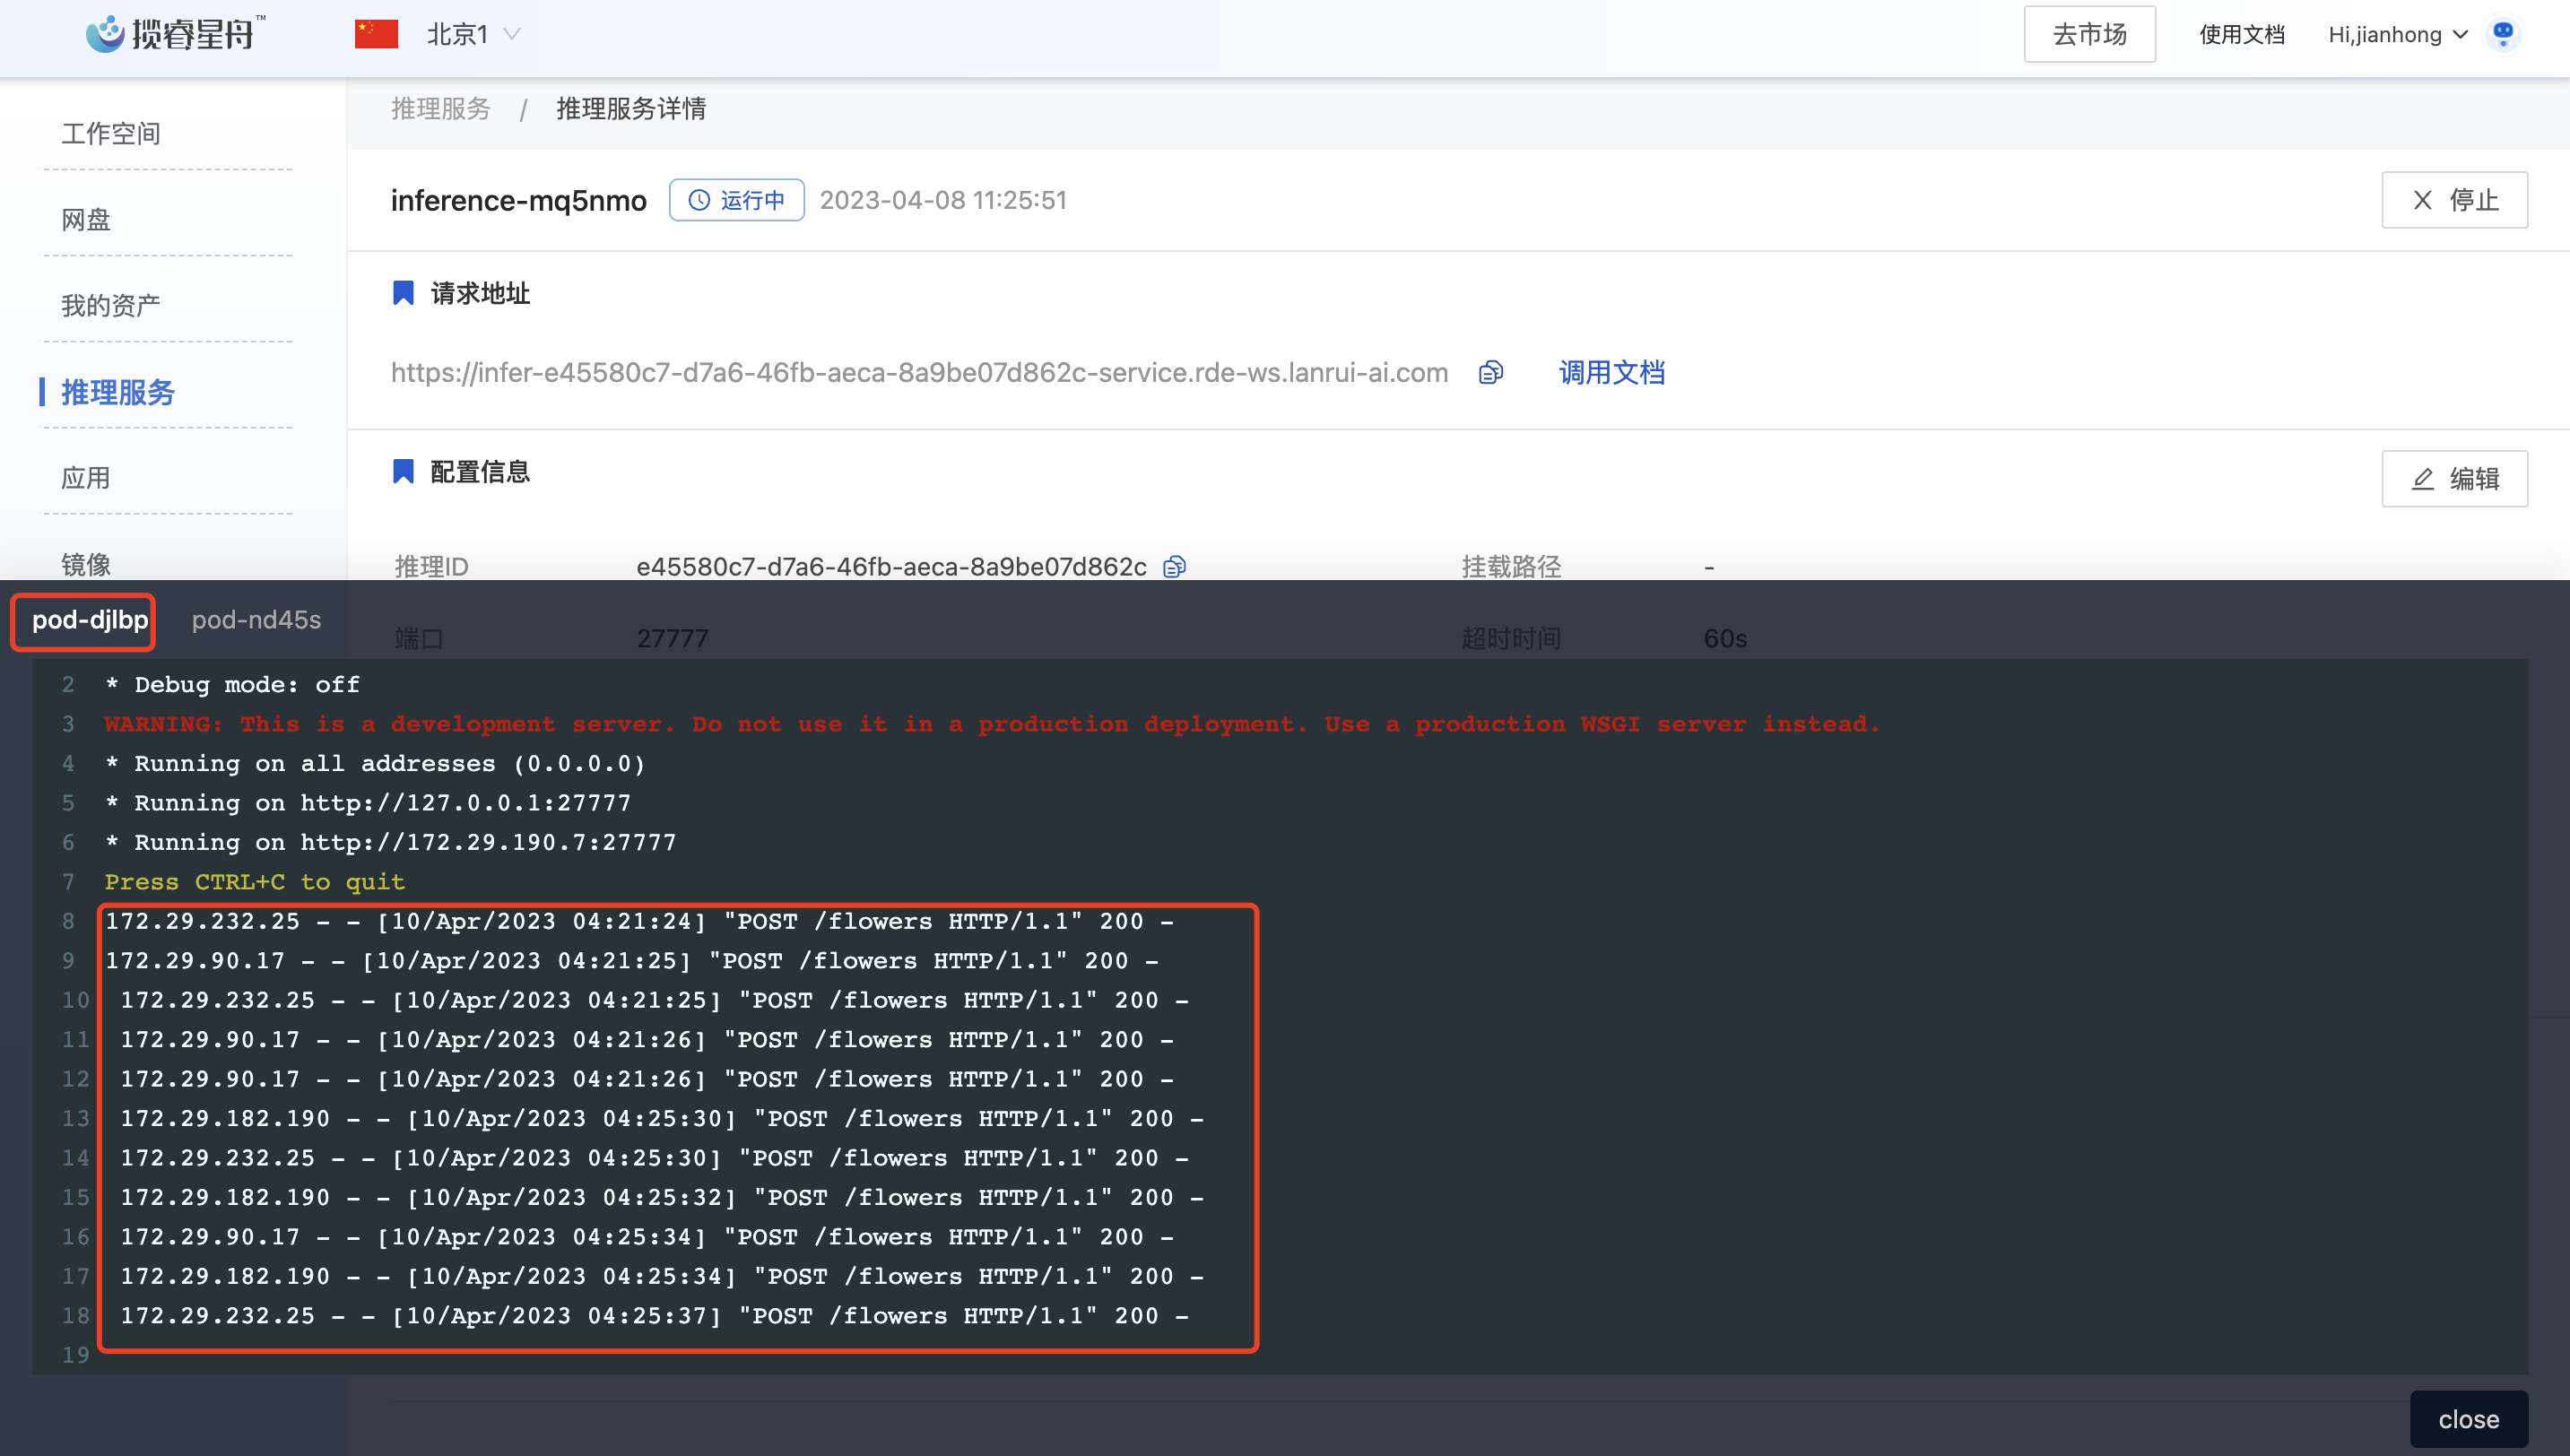 揽睿星舟™
北京1
去市场
使用文档
Hi,jianhong
工作空间
网盘
我的资产
推理服务
应用
镜像
推理服务 / 推理服务详情
inference-mq5nmo
运行中
2023-04-08 11:25:51
停止
请求地址
https://infer-e45580c7-d7a6-46fb-aeca-8a9be07d862c-service.rde-ws.lanrui-ai.com
调用文档
配置信息
编辑
推理ID e45580c7-d7a6-46fb-aeca-8a9be07d862c
挂载路径 -
端口 27777
超时时间 60s
pod-djlbp
pod-nd45s
2 * Debug mode: off
3 WARNING: This is a development server. Do not use it in a production deployment. Use a production WSGI server instead.
4 * Running on all addresses (0.0.0.0)
5 * Running on http://127.0.0.1:27777
6 * Running on http://172.29.190.7:27777
7 Press CTRL+C to quit
8 172.29.232.25 - - [10/Apr/2023 04:21:24] "POST /flowers HTTP/1.1" 200 -
9 172.29.90.17 - - [10/Apr/2023 04:21:25] "POST /flowers HTTP/1.1" 200 -
10 172.29.232.25 - - [10/Apr/2023 04:21:25] "POST /flowers HTTP/1.1" 200 -
11 172.29.90.17 - - [10/Apr/2023 04:21:26] "POST /flowers HTTP/1.1" 200 -
12 172.29.90.17 - - [10/Apr/2023 04:21:26] "POST /flowers HTTP/1.1" 200 -
13 172.29.182.190 - - [10/Apr/2023 04:25:30] "POST /flowers HTTP/1.1" 200 -
14 172.29.232.25 - - [10/Apr/2023 04:25:30] "POST /flowers HTTP/1.1" 200 -
15 172.29.182.190 - - [10/Apr/2023 04:25:32] "POST /flowers HTTP/1.1" 200 -
16 172.29.90.17 - - [10/Apr/2023 04:25:34] "POST /flowers HTTP/1.1" 200 -
17 172.29.182.190 - - [10/Apr/2023 04:25:34] "POST /flowers HTTP/1.1" 200 -
18 172.29.232.25 - - [10/Apr/2023 04:25:37] "POST /flowers HTTP/1.1" 200 -
19
close